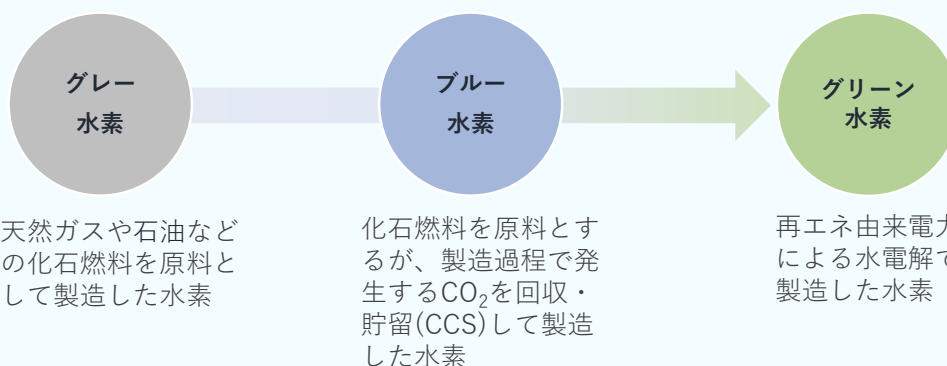 グレー
水素
天然ガスや石油など
の化石燃料を原料と
して製造した水素
ブルー
水素
化石燃料を原料とす
るが、製造過程で発
生するCO₂を回収・
貯留(CCS)して製造
した水素
グリーン
水素
再エネ由来電力
による水電解で
製造した水素